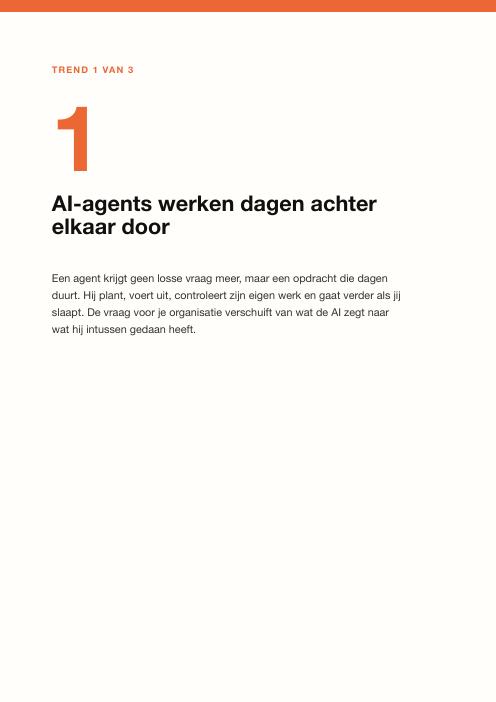 TREND 1 VAN 3
1
AI-agents werken dagen achter
elkaar door
Een agent krijgt geen losse vraag meer, maar een opdracht die dagen
duurt. Hij plant, voert uit, controleert zijn eigen werk en gaat verder als jij
slaapt. De vraag voor je organisatie verschuift van wat de AI zegt naar
wat hij intussen gedaan heeft.